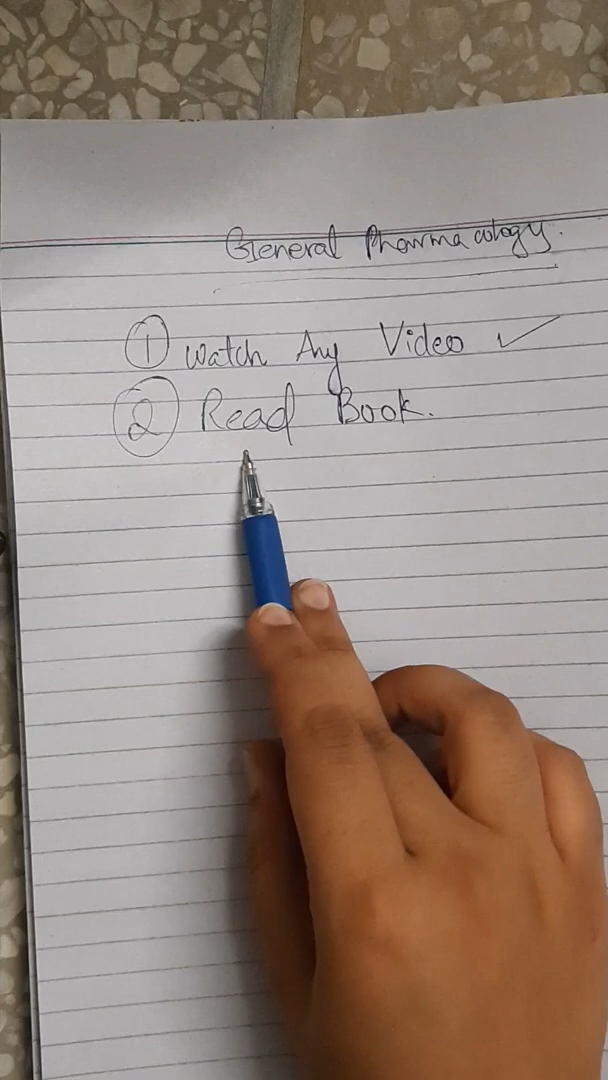 General Pharmacology.
① Watch Any Video ✓
② Read Book.